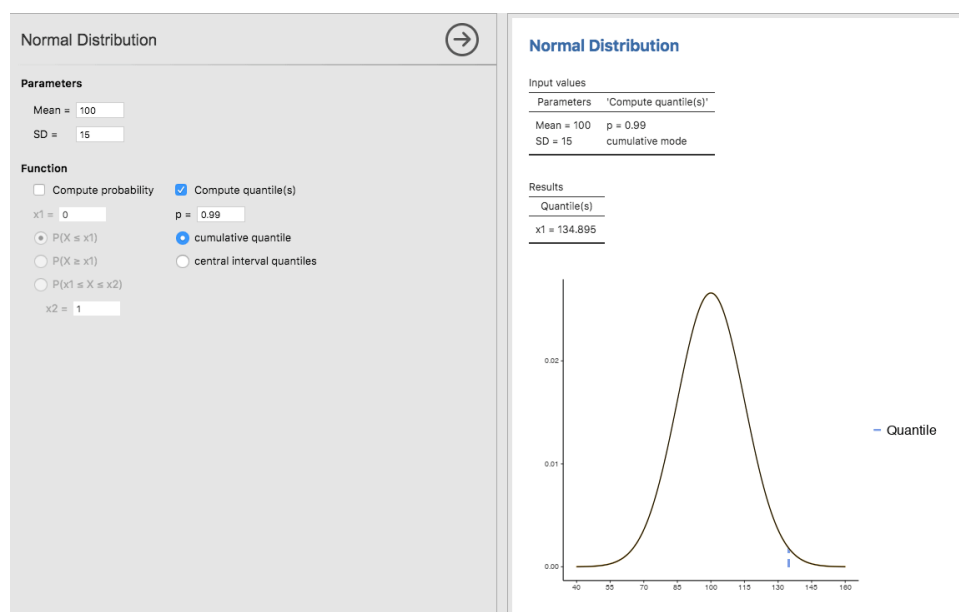 Normal Distribution
Parameters
Mean = 100
SD = 15
Function
Compute probability Compute quantile(s)
x1 = 0 p = 0.99
P(X ≤ x1) cumulative quantile
P(X ≥ x1) central interval quantiles
P(x1 ≤ X ≤ x2)
x2 = 1
Normal Distribution
Input values
Parameters 'Compute quantile(s)'
Mean = 100 p = 0.99
SD = 15 cumulative mode
Results
Quantile(s)
x1 = 134.895
0.02
Quantile
0.01
0.00
40 55 70 85 100 115 130 145 160